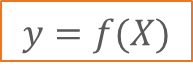 y = f(X)